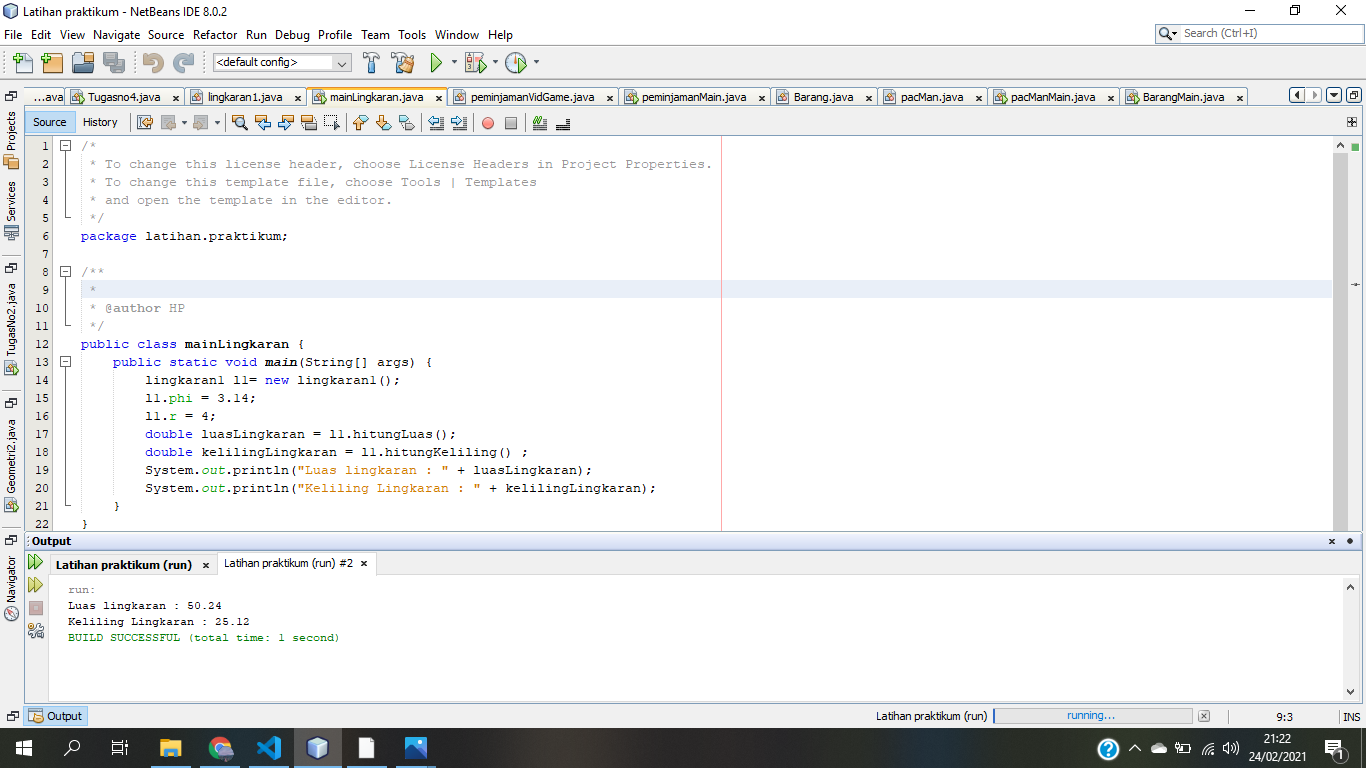 Latihan praktikum - NetBeans IDE 8.0.2
File Edit View Navigate Source Refactor Run Debug Profile Team Tools Window Help
Search (Ctrl+I)
<default config>
...ava Tugasno4.java lingkaran1.java mainLingkaran.java peminjamanVidGame.java peminjamanMain.java Barang.java pacMan.java pacManMain.java BarangMain.java
Projects
Services
TugasNo2.java
Geometri2.java
Navigator
Source History
1 /*
2 * To change this license header, choose License Headers in Project Properties.
3 * To change this template file, choose Tools | Templates
4 * and open the template in the editor.
5 */
6 package latihan.praktikum;
7
8 /**
9 *
10 * @author HP
11 */
12 public class mainLingkaran {
13 public static void main(String[] args) {
14 lingkaran1 l1= new lingkaran1();
15 l1.phi = 3.14;
16 l1.r = 4;
17 double luasLingkaran = l1.hitungLuas();
18 double kelilingLingkaran = l1.hitungKeliling() ;
19 System.out.println("Luas lingkaran : " + luasLingkaran);
20 System.out.println("Keliling Lingkaran : " + kelilingLingkaran);
21 }
22 }
Output
Latihan praktikum (run) Latihan praktikum (run) #2
run:
Luas lingkaran : 50.24
Keliling Lingkaran : 25.12
BUILD SUCCESSFUL (total time: 1 second)
Output
Latihan praktikum (run) running... 9:3 INS
21:22
24/02/2021
1